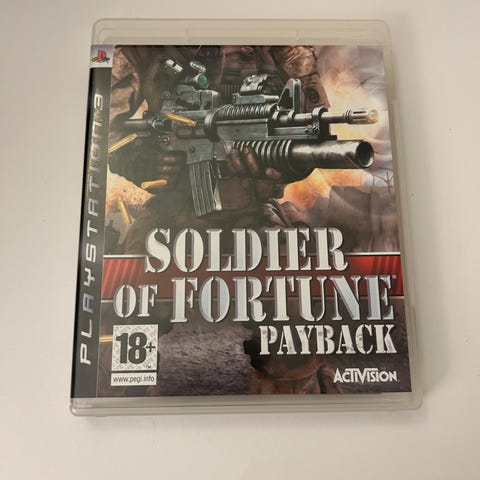 PLAYSTATION 3
SOLDIER
OF FORTUNE®
PAYBACK
18+
www.pegi.info
ACTIVISION